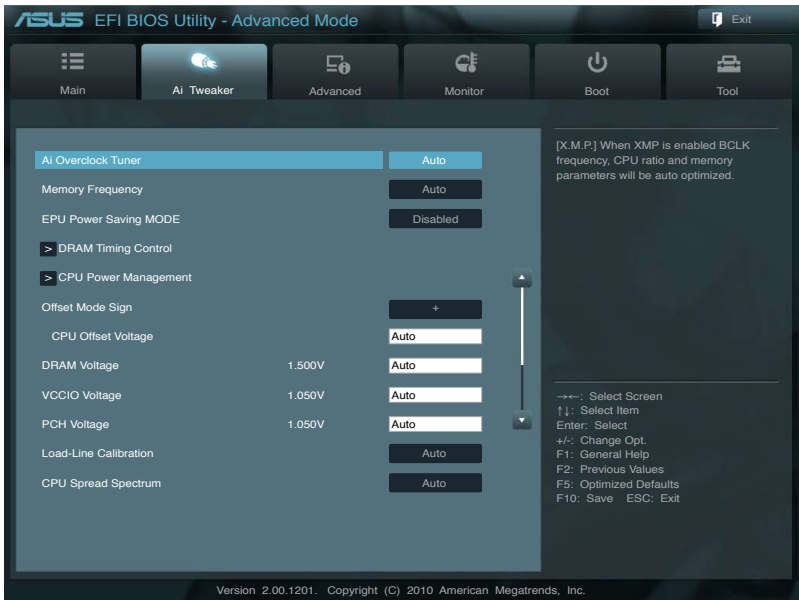 ASUS EFI BIOS Utility - Advanced Mode
Exit
Main
Ai Tweaker
Advanced
Monitor
Boot
Tool
Ai Overclock Tuner Auto
Memory Frequency Auto
EPU Power Saving MODE Disabled
> DRAM Timing Control
> CPU Power Management
Offset Mode Sign +
CPU Offset Voltage Auto
DRAM Voltage 1.500V Auto
VCCIO Voltage 1.050V Auto
PCH Voltage 1.050V Auto
Load-Line Calibration Auto
CPU Spread Spectrum Auto
[X.M.P.] When XMP is enabled BCLK
frequency, CPU ratio and memory
parameters will be auto optimized.
→←: Select Screen
↑↓: Select Item
Enter: Select
+/-: Change Opt.
F1: General Help
F2: Previous Values
F5: Optimized Defaults
F10: Save ESC: Exit
Version 2.00.1201. Copyright (C) 2010 American Megatrends, Inc.